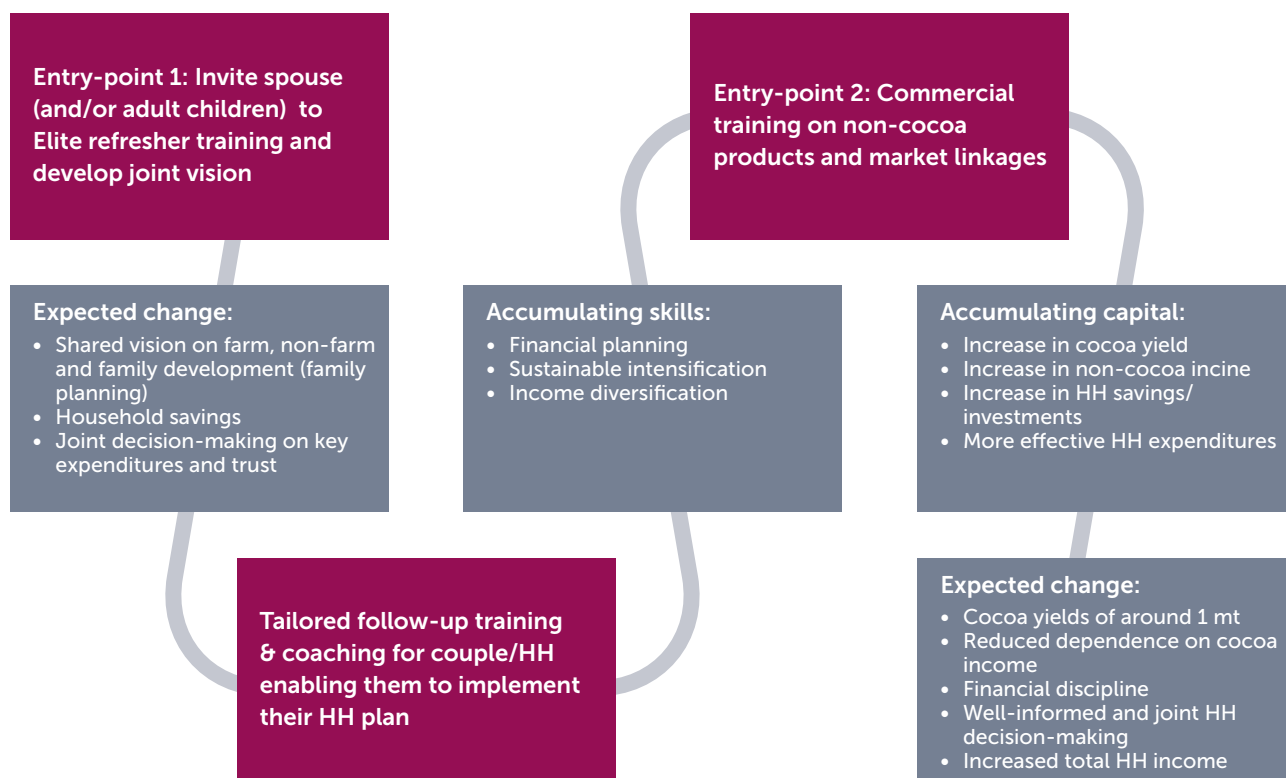 Entry-point 1: Invite spouse
(and/or adult children) to
Elite refresher training and
develop joint vision
Expected change:
• Shared vision on farm, non-farm
and family development (family
planning)
• Household savings
• Joint decision-making on key
expenditures and trust
Tailored follow-up training
& coaching for couple/HH
enabling them to implement
their HH plan
Accumulating skills:
• Financial planning
• Sustainable intensification
• Income diversification
Entry-point 2: Commercial
training on non-cocoa
products and market linkages
Accumulating capital:
• Increase in cocoa yield
• Increase in non-cocoa incine
• Increase in HH savings/
investments
• More effective HH expenditures
Expected change:
• Cocoa yields of around 1 mt
• Reduced dependence on cocoa
income
• Financial discipline
• Well-informed and joint HH
decision-making
• Increased total HH income